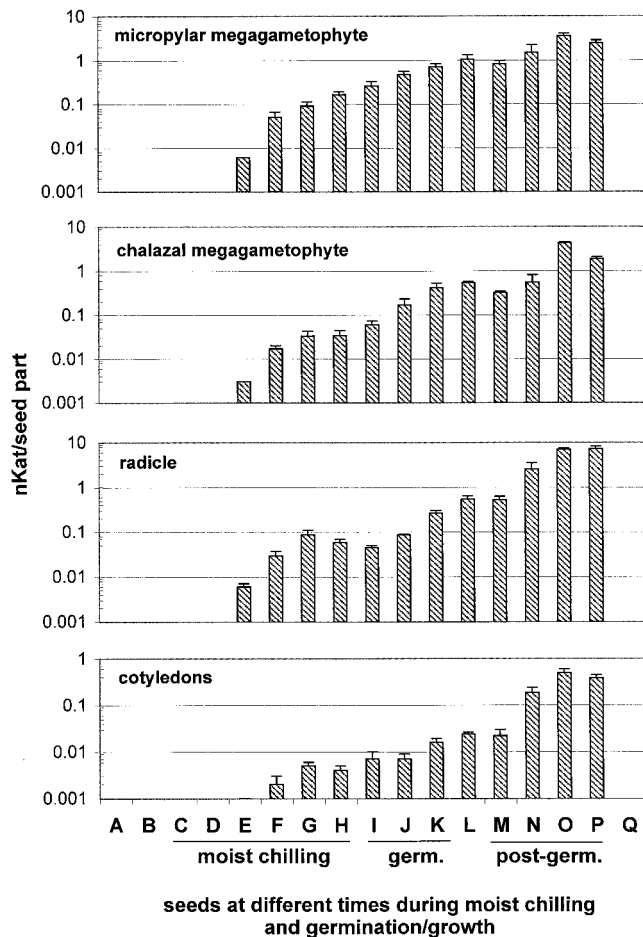 micropylar megagametophyte
10
1
0.1
0.01
0.001
chalazal megagametophyte
10
1
0.1
0.01
0.001
nKat/seed part
radicle
10
1
0.1
0.01
0.001
cotyledons
1
0.1
0.01
0.001
A B C D E F G H I J K L M N O P Q
moist chilling germ. post-germ.
seeds at different times during moist chilling
and germination/growth